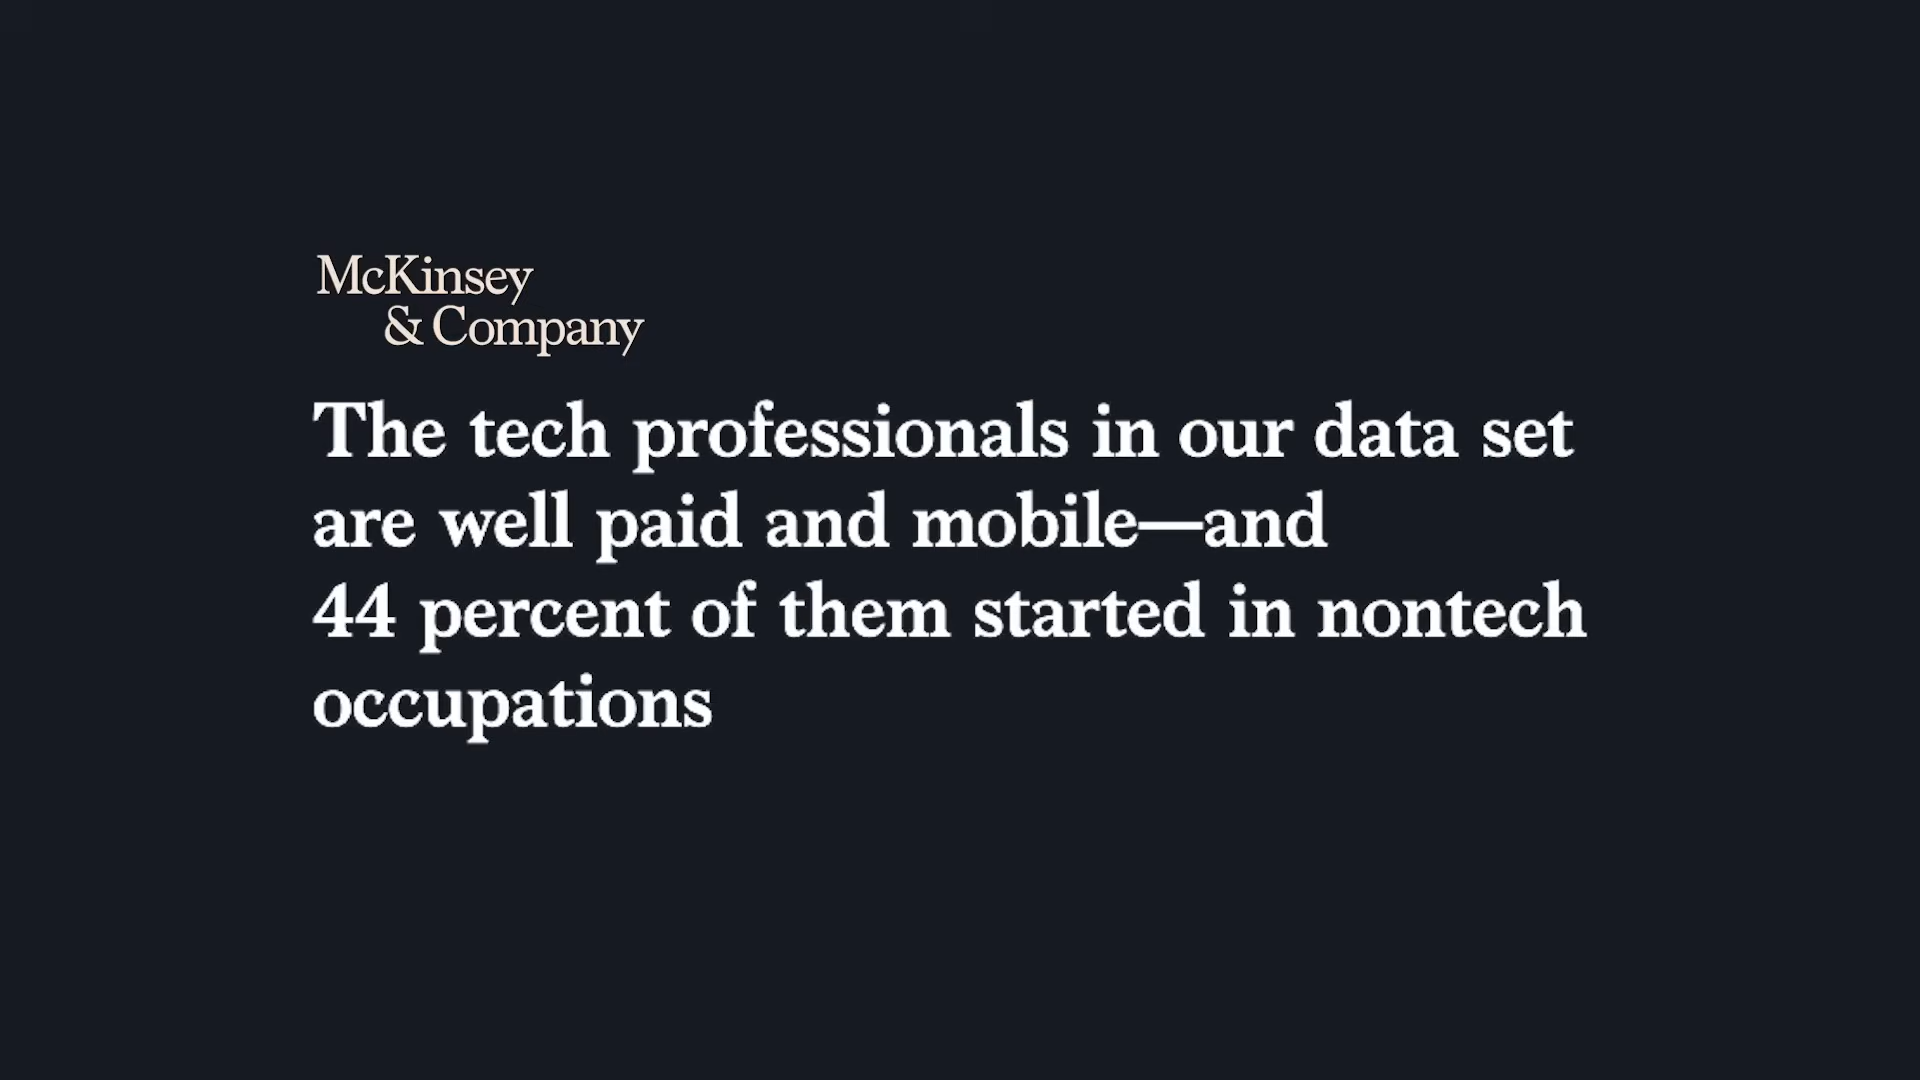 McKinsey
& Company
The tech professionals in our data set
are well paid and mobile—and
44 percent of them started in nontech
occupations